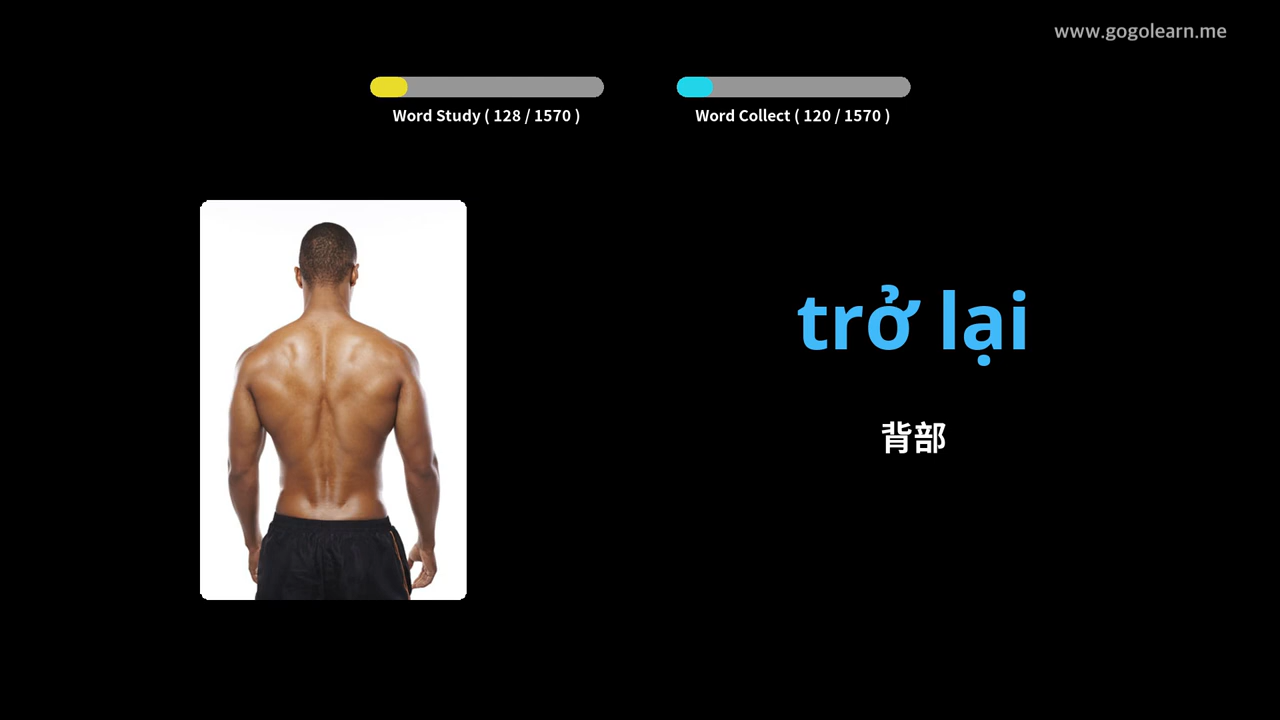 www.gogolearn.me
Word Study ( 128 / 1570 )
Word Collect ( 120 / 1570 )
trở lại
背部